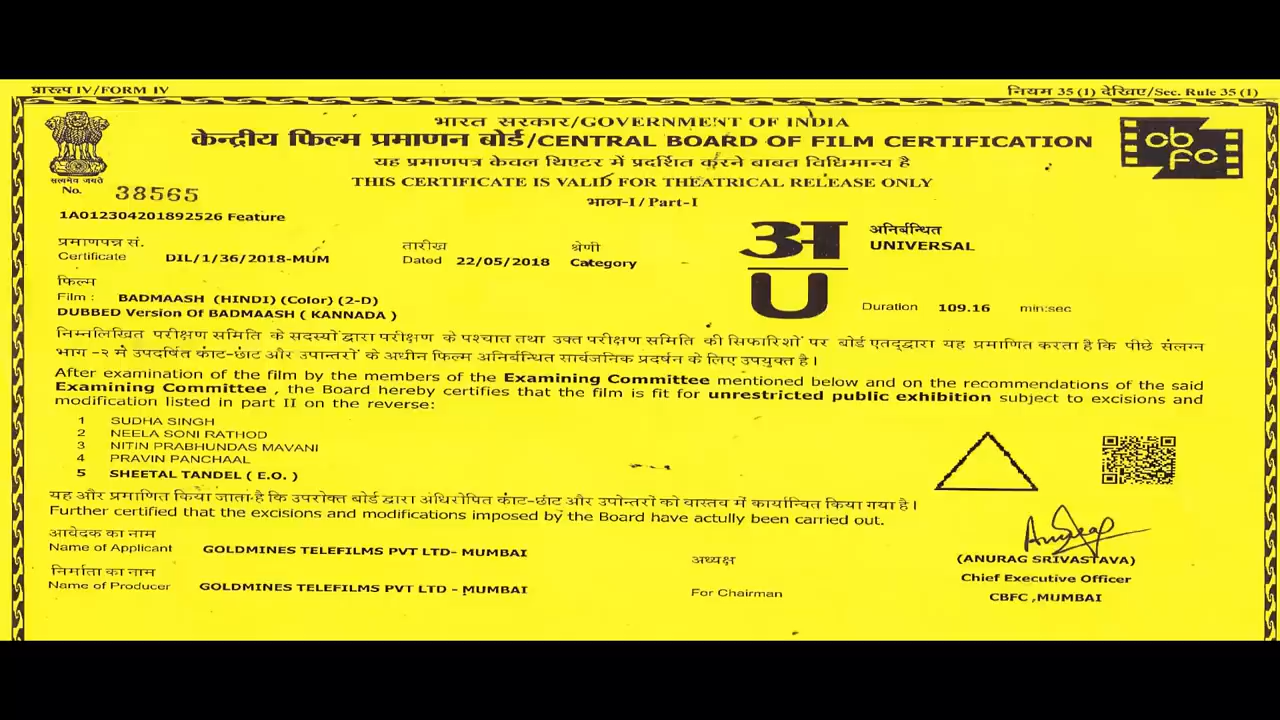 प्रारूप IV/FORM IV
नियम 35 (1) देखिए/Sec. Rule 35 (1)
भारत सरकार/GOVERNMENT OF INDIA
केन्द्रीय फिल्म प्रमाणन बोर्ड/CENTRAL BOARD OF FILM CERTIFICATION
cb
fc
यह प्रमाणपत्र केवल थिएटर में प्रदर्शित करने बाबत विधिमान्य है
THIS CERTIFICATE IS VALID FOR THEATRICAL RELEASE ONLY
सत्यमेव जयते
No. 38565
भाग-I/Part-I
1A012304201892526 Feature
प्रमाणपत्र सं.
Certificate DIL/1/36/2018-MUM
तारीख
Dated 22/05/2018
श्रेणी
Category
अ
U
अनिर्बन्धित
UNIVERSAL
फिल्म
Film : BADMAASH (HINDI) (Color) (2-D)
Duration 109.16 min:sec
DUBBED Version Of BADMAASH ( KANNADA )
निम्नलिखित परीक्षण समिति के सदस्यों द्वारा परीक्षण के पश्चात तथा उक्त परीक्षण समिति की सिफारिशों पर बोर्ड एतद्द्वारा यह प्रमाणित करता है कि पीछे संलग्न
भाग -२ में उपदर्षित कांट-छांट और उपान्तरों के अधीन फिल्म अनिर्बन्धित सार्वजनिक प्रदर्षन के लिए उपयुक्त है।
After examination of the film by the members of the Examining Committee mentioned below and on the recommendations of the said
Examining Committee , the Board hereby certifies that the film is fit for unrestricted public exhibition subject to excisions and
modification listed in part II on the reverse:
1 SUDHA SINGH
2 NEELA SONI RATHOD
3 NITIN PRABHUNDAS MAVANI
4 PRAVIN PANCHAAL
5 SHEETAL TANDEL ( E.O. )
यह और प्रमाणित किया जाता है कि उपरोक्त बोर्ड द्वारा अधिरोपित कांट-छांट और उपांन्तरों को वास्तव में कार्यान्वित किया गया है।
Further certified that the excisions and modifications imposed by the Board have actully been carried out.
आवेदक का नाम
Name of Applicant GOLDMINES TELEFILMS PVT LTD- MUMBAI
निर्माता का नाम
Name of Producer GOLDMINES TELEFILMS PVT LTD - MUMBAI
अध्यक्ष
For Chairman
(ANURAG SRIVASTAVA)
Chief Executive Officer
CBFC ,MUMBAI